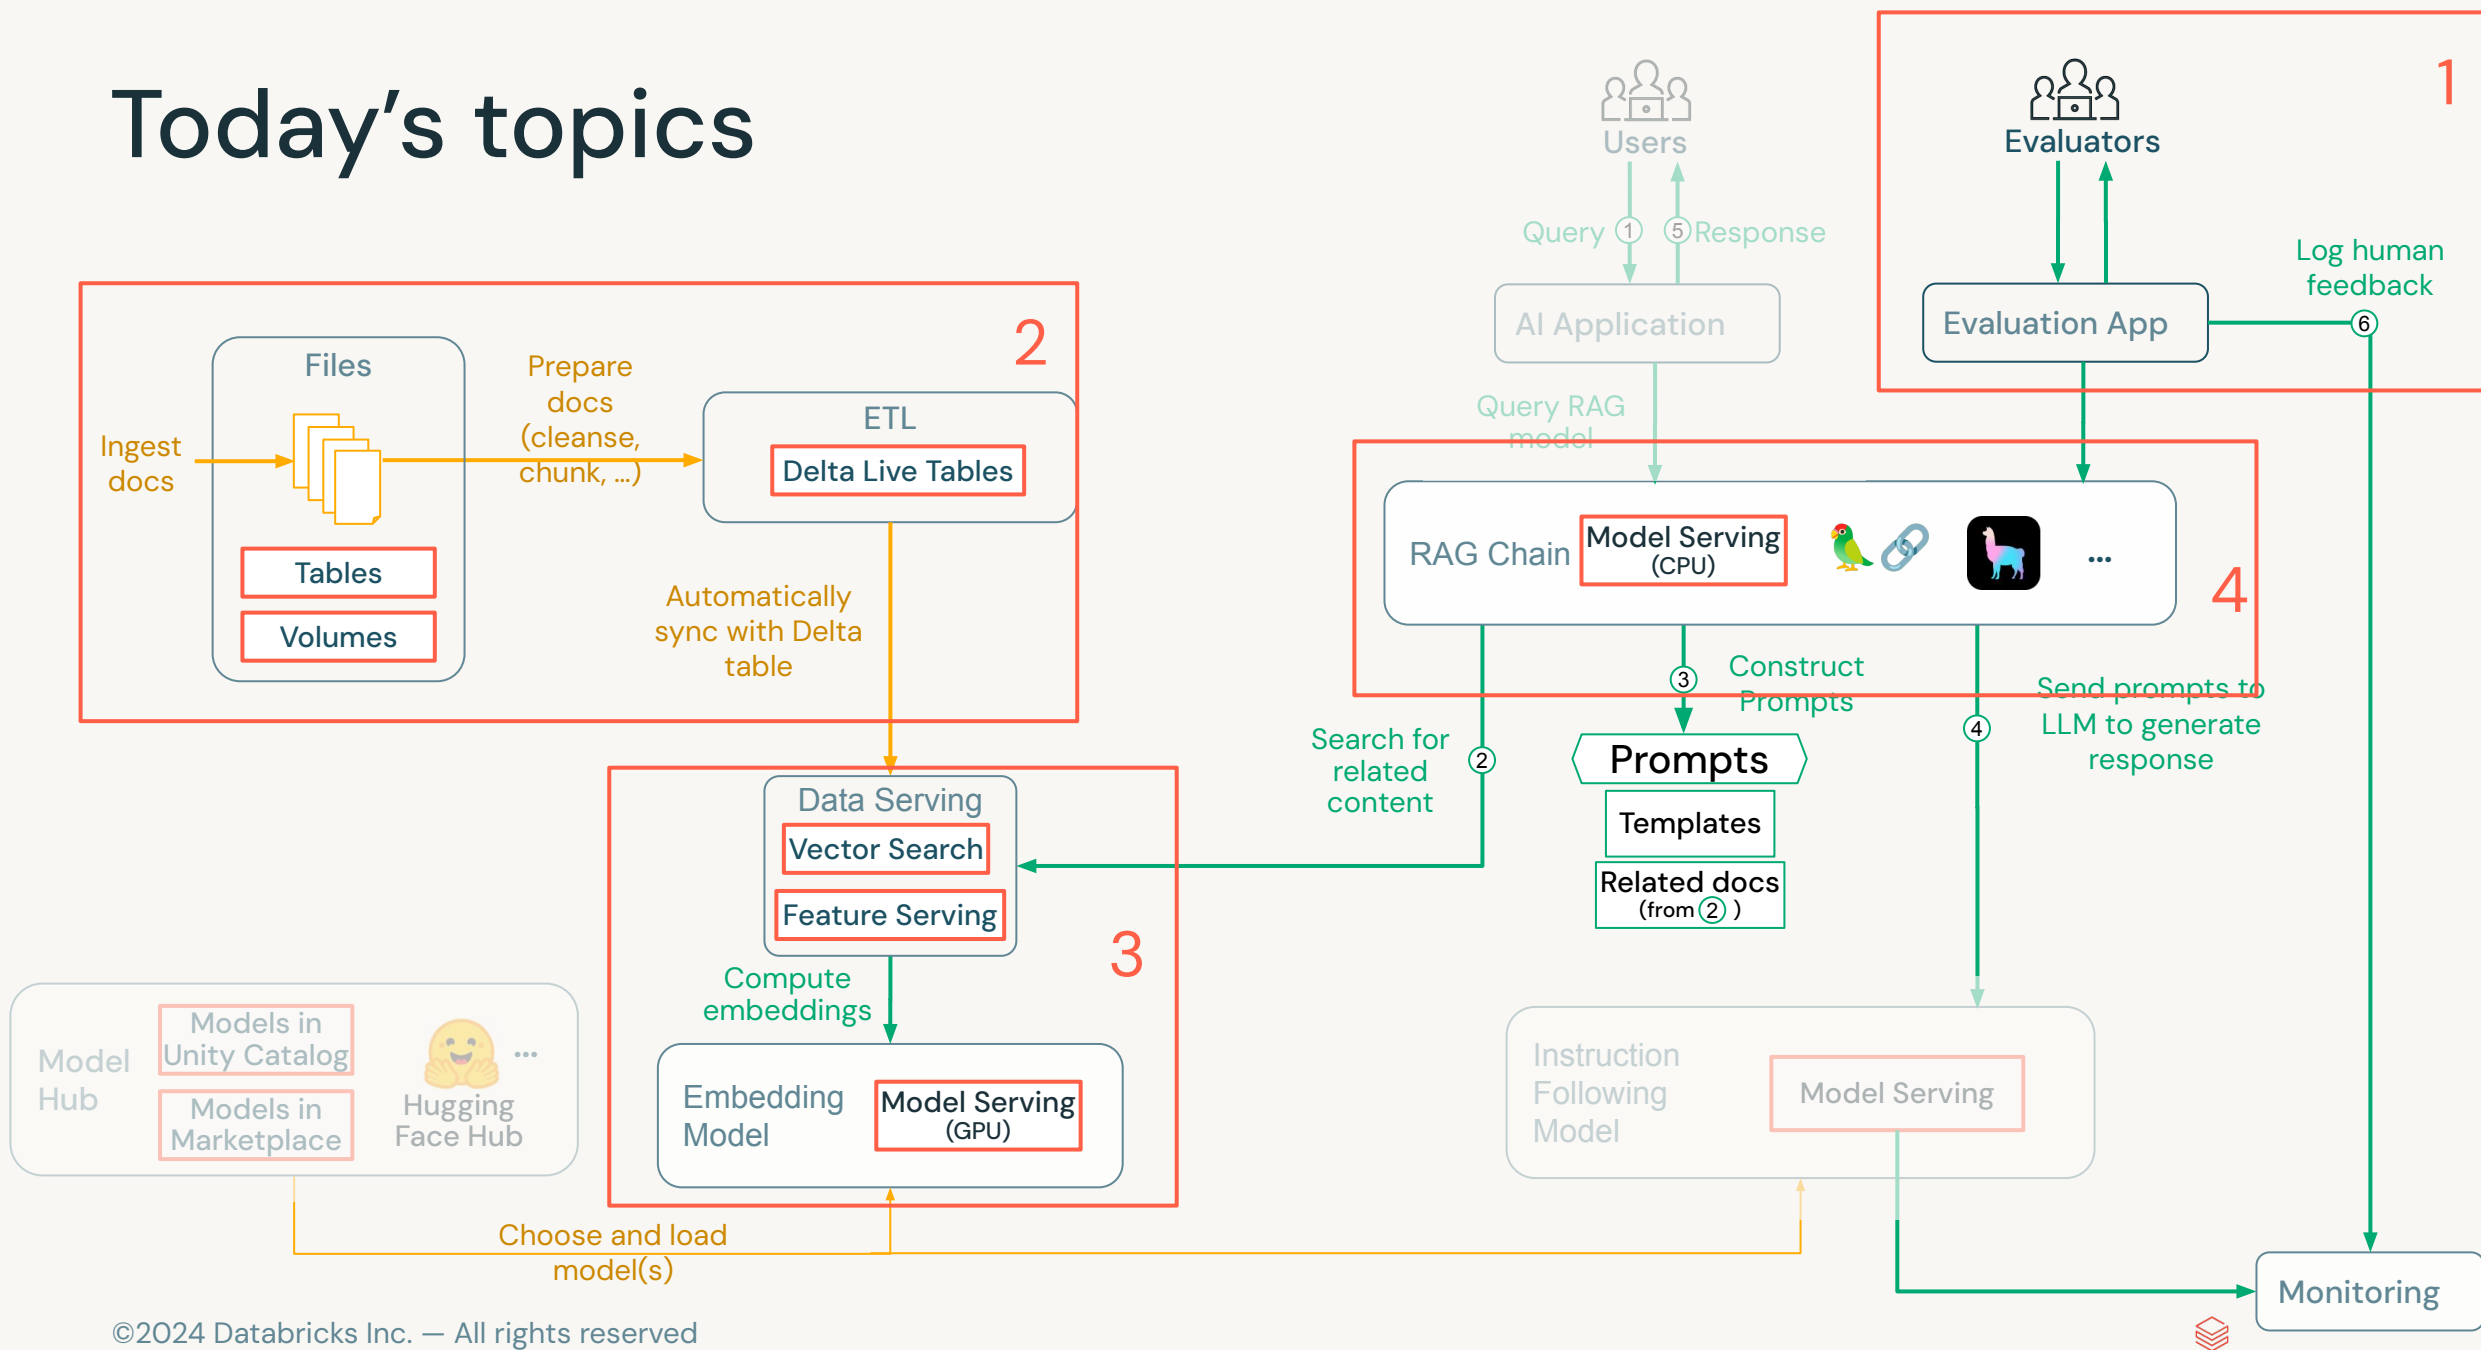 Today's topics
Users
Query
1
5
Response
AI Application
Query RAG
model
1
Evaluators
Log human
feedback
Evaluation App
6
2
Files
Ingest
docs
Tables
Volumes
Prepare
docs
(cleanse,
chunk, ...)
ETL
Delta Live Tables
Automatically
sync with Delta
table
4
RAG Chain
Model Serving
(CPU)
...
Search for
related
content
2
3
Construct
Prompts
4
Send prompts to
LLM to generate
response
Prompts
Templates
Related docs
(from 2 )
3
Data Serving
Vector Search
Feature Serving
Compute
embeddings
Embedding
Model
Model Serving
(GPU)
Model
Hub
Models in
Unity Catalog
Models in
Marketplace
...
Hugging
Face Hub
Instruction
Following
Model
Model Serving
Choose and load
model(s)
Monitoring
©2024 Databricks Inc. — All rights reserved